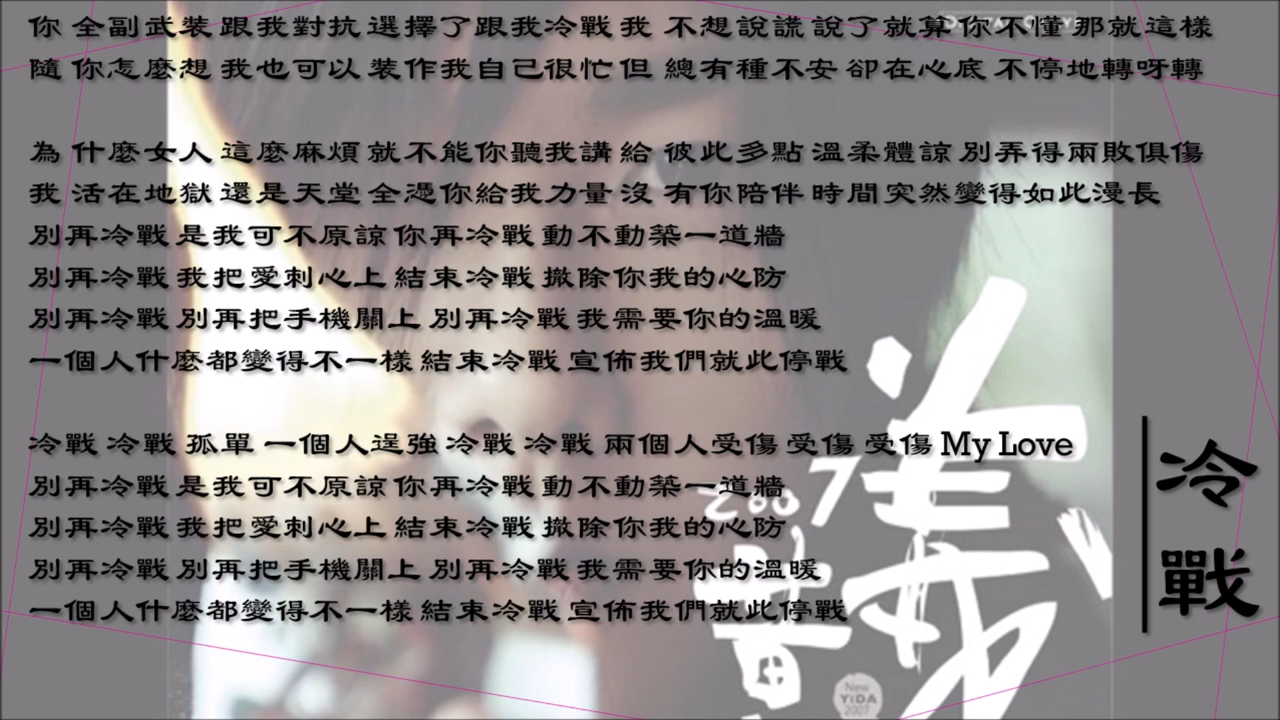 你 全副武裝 跟我對抗 選擇了跟我冷戰 我 不想說謊 說了就算 你不懂 那就這樣
隨 你怎麼想 我也可以 裝作我自己很忙 但 總有種不安 卻在心底 不停地轉呀轉
為 什麼女人 這麼麻煩 就不能你聽我講 給 彼此多點 溫柔體諒 別弄得兩敗俱傷
我 活在地獄 還是天堂 全憑你給我力量 沒 有你陪伴 時間突然變得如此漫長
別再冷戰 是我可不原諒 你再冷戰 動不動築一道牆
別再冷戰 我把愛刺心上 結束冷戰 撤除你我的心防
別再冷戰 別再把手機關上 別再冷戰 我需要你的溫暖
一個人什麼都變得不一樣 結束冷戰 宣佈我們就此停戰
冷戰 冷戰 孤單 一個人逞強 冷戰 冷戰 兩個人受傷 受傷 受傷 My Love
別再冷戰 是我可不原諒 你再冷戰 動不動築一道牆
別再冷戰 我把愛刺心上 結束冷戰 撤除你我的心防
別再冷戰 別再把手機關上 別再冷戰 我需要你的溫暖
一個人什麼都變得不一樣 結束冷戰 宣佈我們就此停戰
冷戰
2007
New
YIDA
2007